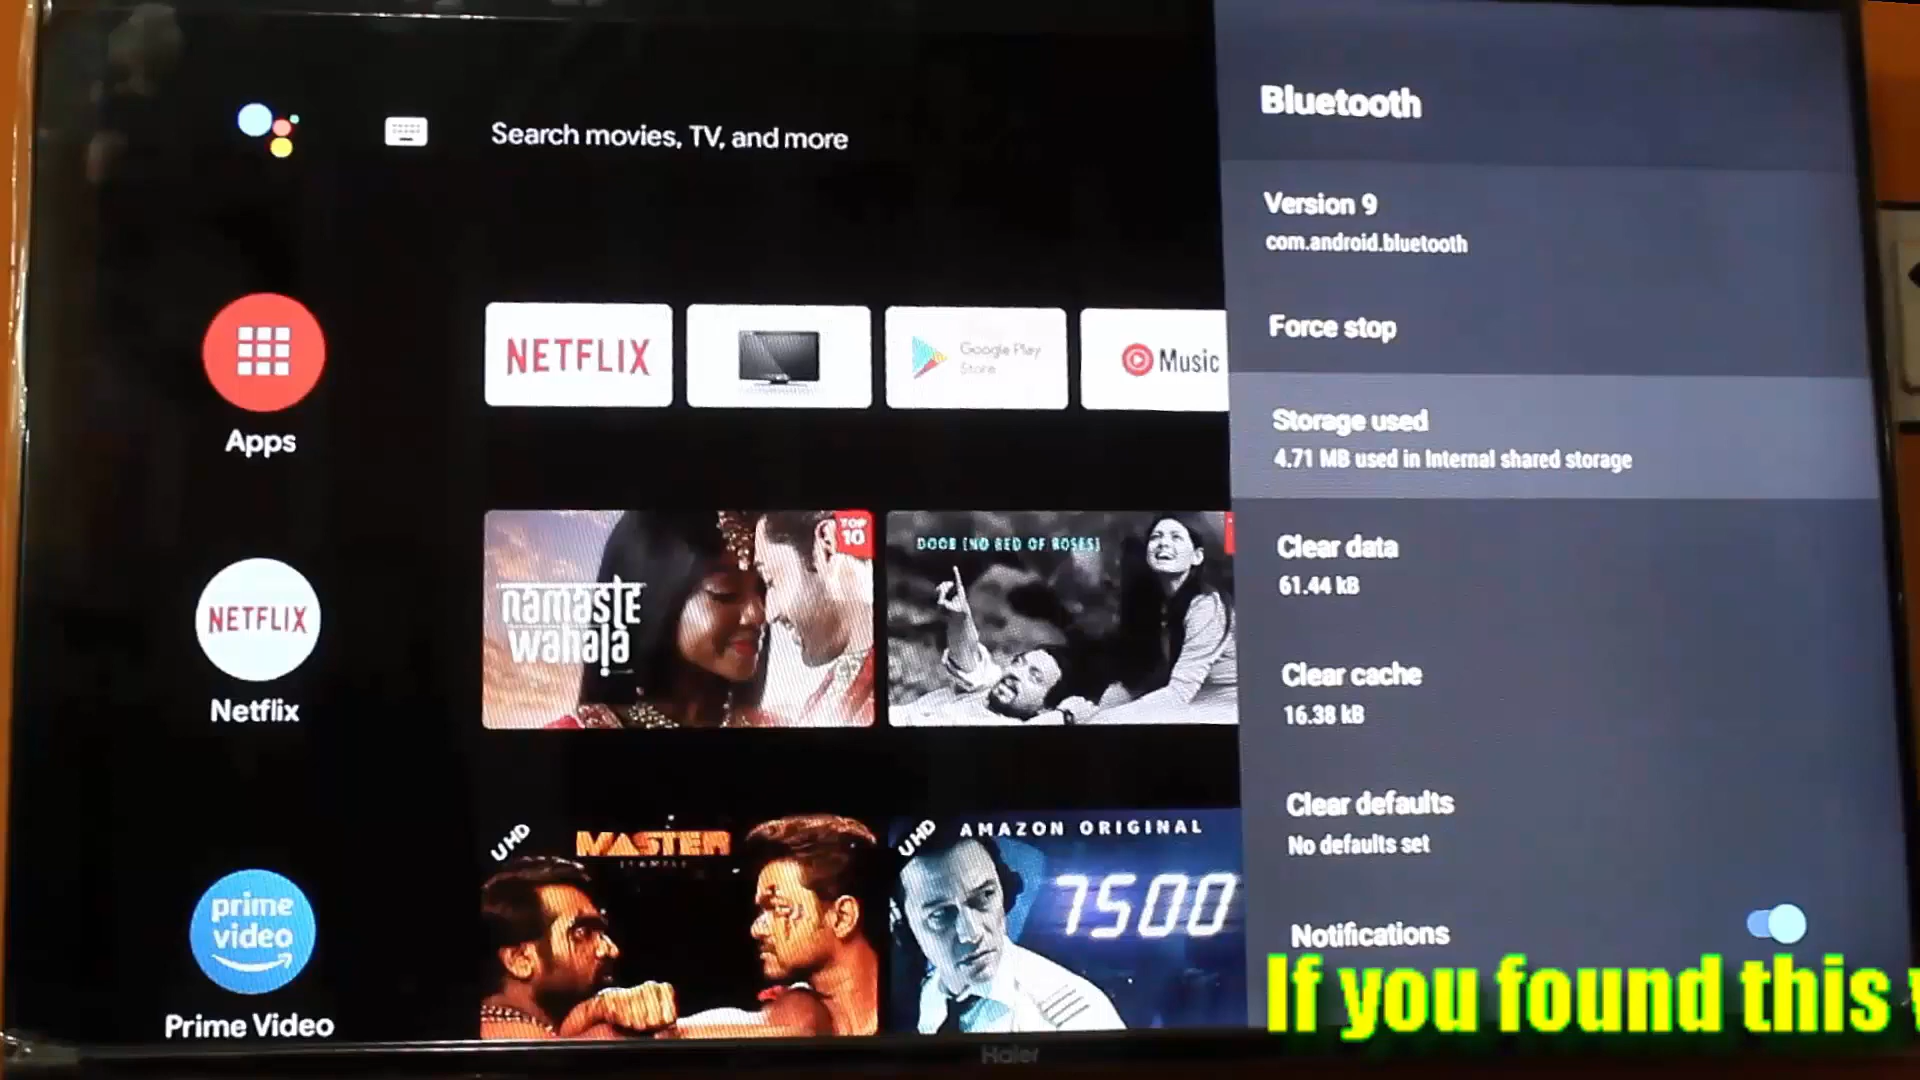 Search movies, TV, and more
Apps
NETFLIX
Google Play
Store
Music
TOP
10
namaste
wahala
DOOB [NO BED OF ROSES]
NETFLIX
Netflix
UHD
MASTER
UHD
AMAZON ORIGINAL
7500
prime
video
Prime Video
Bluetooth
Version 9
com.android.bluetooth
Force stop
Storage used
4.71 MB used in Internal shared storage
Clear data
61.44 kB
Clear cache
16.38 kB
Clear defaults
No defaults set
Notifications
If you found this
Haier